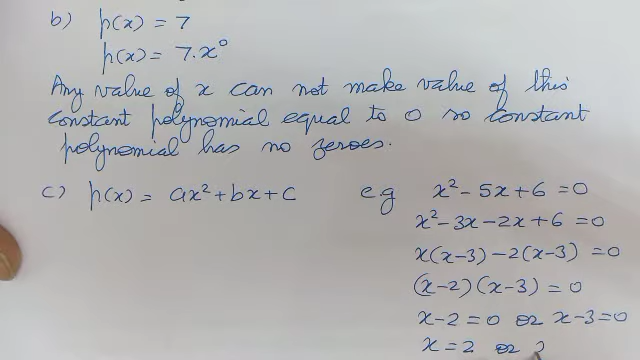 b) p(x) = 7
p(x) = 7.x⁰
Any value of x can not make value of this
constant polynomial equal to 0 so constant
polynomial has no zeroes.
c) p(x) = ax² + bx + c
e.g x² - 5x + 6 = 0
x² - 3x - 2x + 6 = 0
x(x-3) - 2(x-3) = 0
(x-2) (x-3) = 0
x-2 = 0 or x-3=0
x = 2 or